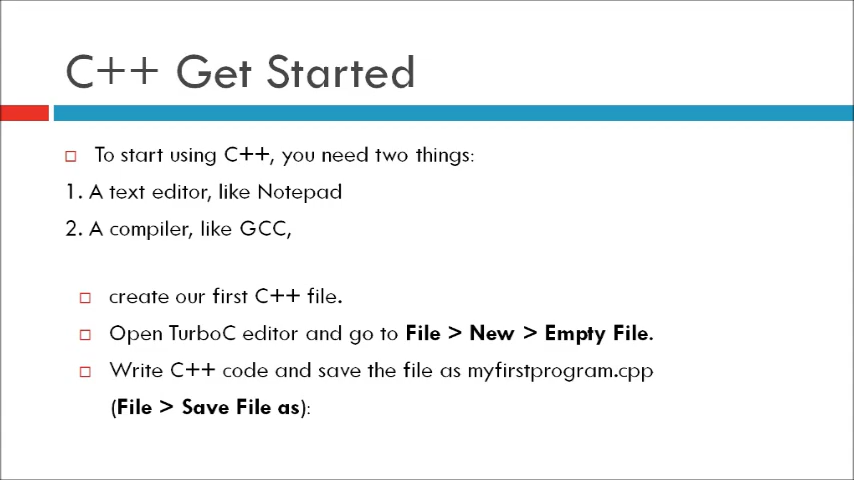 C++ Get Started
To start using C++, you need two things:
1. A text editor, like Notepad
2. A compiler, like GCC,
create our first C++ file.
Open TurboC editor and go to File > New > Empty File.
Write C++ code and save the file as myfirstprogram.cpp
(File > Save File as):